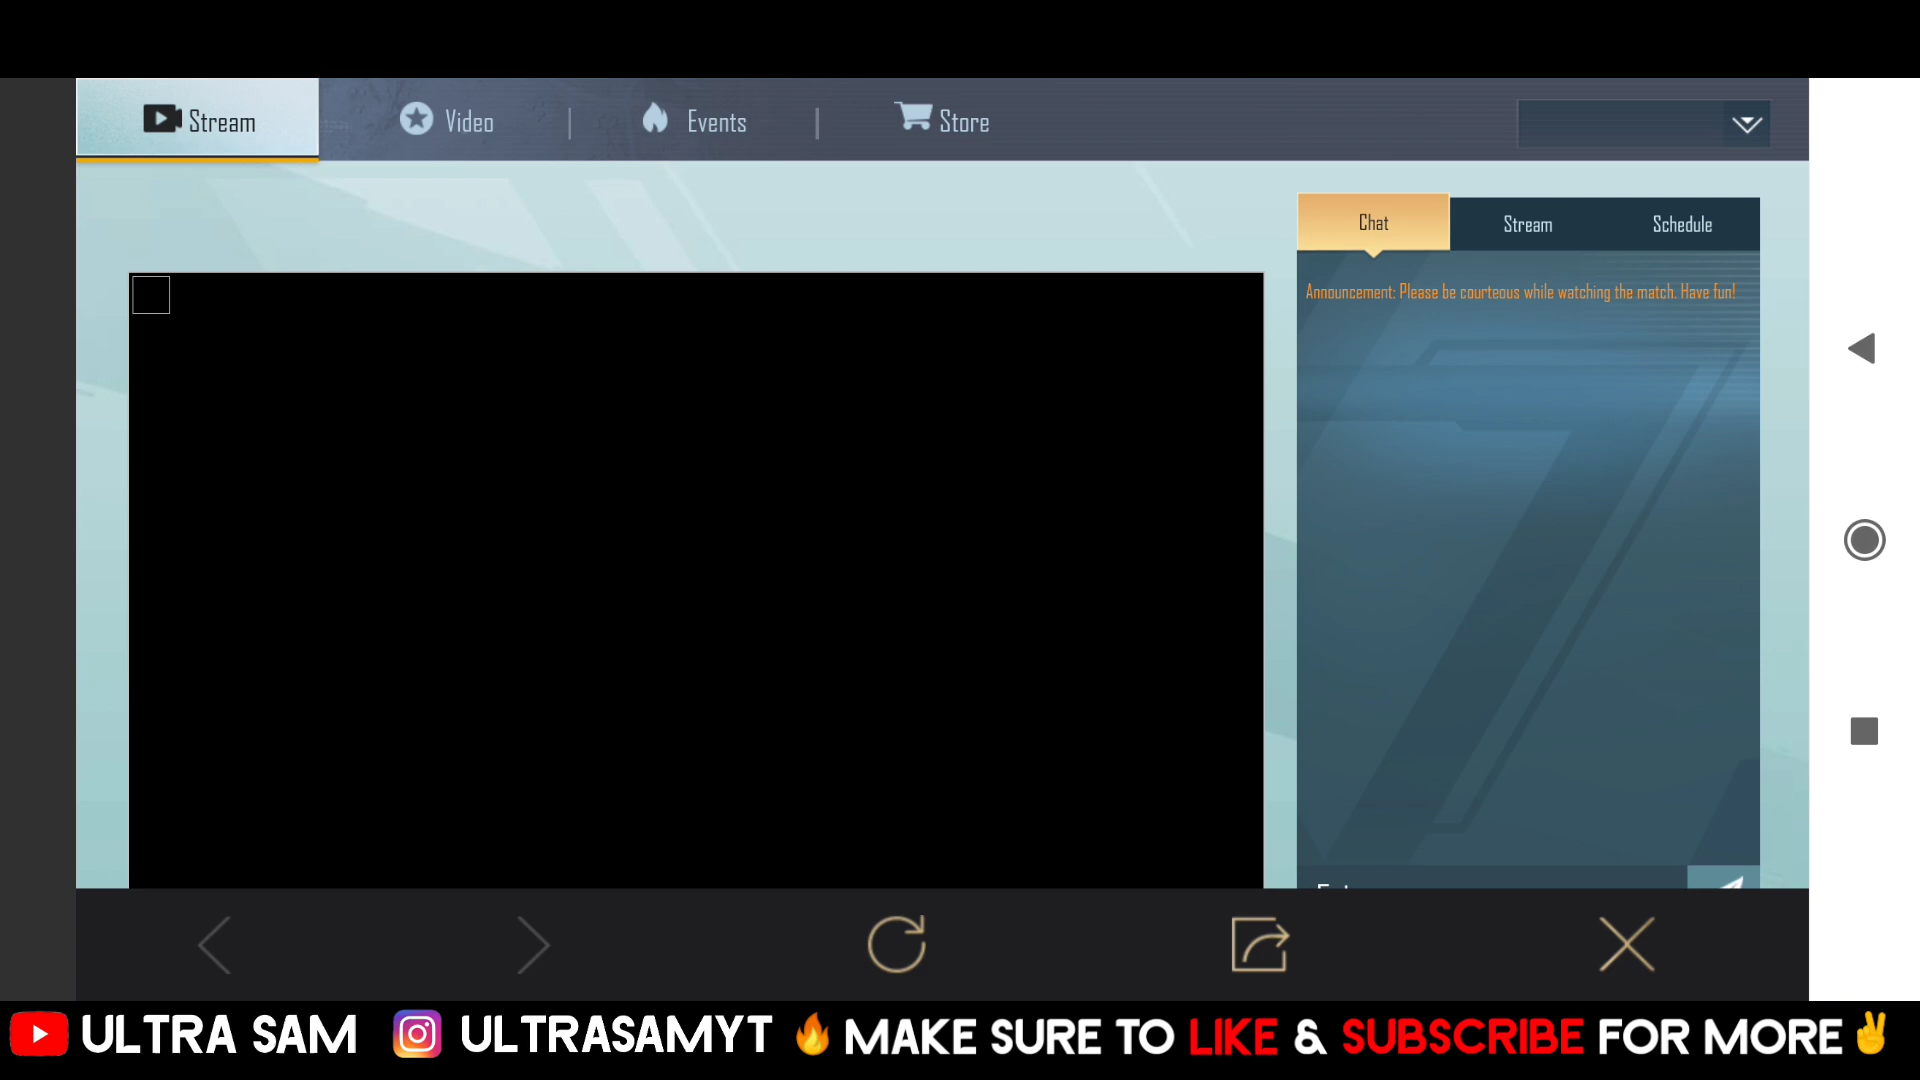 Stream
Video
Events
Store
Chat
Stream
Schedule
Announcement: Please be courteous while watching the match. Have fun!
ULTRA SAM
ULTRASAMYT
MAKE SURE TO LIKE & SUBSCRIBE FOR MORE